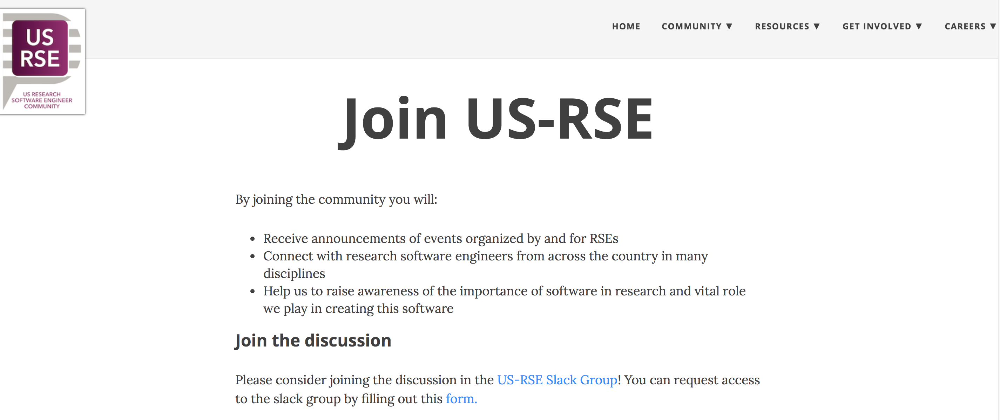 US
RSE
US RESEARCH
SOFTWARE ENGINEER
COMMUNITY
HOME COMMUNITY ▼ RESOURCES ▼ GET INVOLVED ▼ CAREERS ▼
Join US-RSE
By joining the community you will:
• Receive announcements of events organized by and for RSEs
• Connect with research software engineers from across the country in many
disciplines
• Help us to raise awareness of the importance of software in research and vital role
we play in creating this software
Join the discussion
Please consider joining the discussion in the US-RSE Slack Group! You can request access
to the slack group by filling out this form.